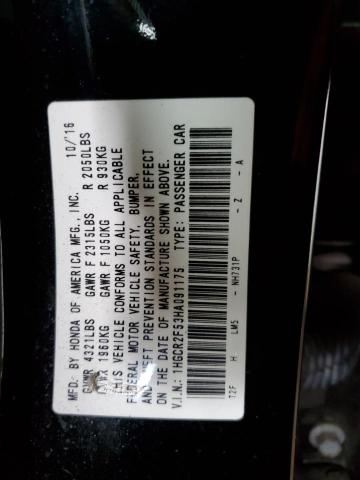 MFD. BY HONDA OF AMERICA MFG., INC. 10/'16
GAWR 4321LBS GAWR F 2315LBS R 2050LBS
1960KG GAWR F 1050KG R 930KG
THIS VEHICLE CONFORMS TO ALL APPLICABLE
FEDERAL MOTOR VEHICLE SAFETY, BUMPER,
AND THEFT PREVENTION STANDARDS IN EFFECT
ON THE DATE OF MANUFACTURE SHOWN ABOVE.
V.I.N.: 1HGCR2F53HA091175 TYPE: PASSENGER CAR
T2F H LM5 - NH731P - Z - A